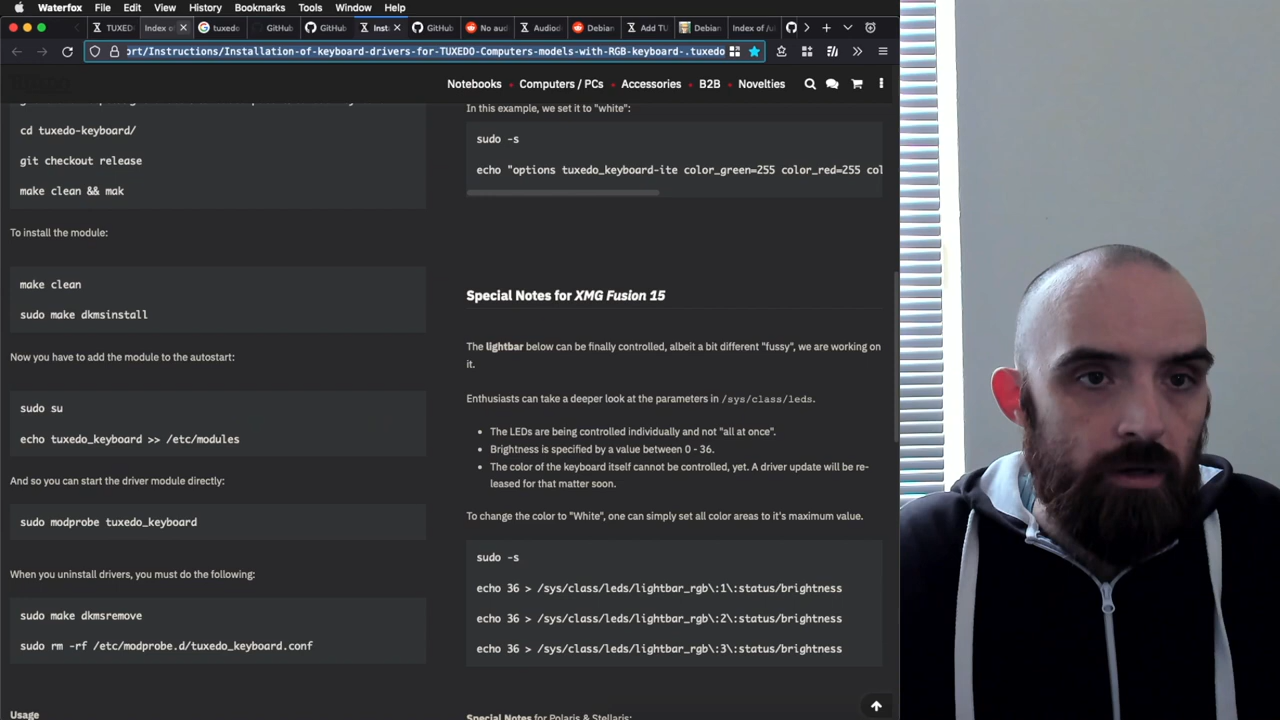 Waterfox File Edit View History Bookmarks Tools Window Help
Index of
GitHub
Audio
Debian
Debian
Index of /u
-installation-of-keyboard-drivers-for-TUXEDO-Computers-models-with-RGB-keyboard-.tuxedo
Computers / PCs Accessories B2B Novelties
cd tuxedo-keyboard/
git checkout release
make clean && make
To install the module:
make clean
sudo make dkmsinstall
Now you have to add the module to the autostart:
sudo su
echo tuxedo_keyboard >> /etc/modules
And you can start the driver module directly:
sudo modprobe tuxedo_keyboard
When you uninstall drivers, you must do the following:
sudo make dkmsremove
sudo rm -rf /etc/modprobe.d/tuxedo_keyboard.conf
Usage
In this example, we set it to "white":
sudo -s
options tuxedo_keyboard-ite color_green=255 color_red=255 col
Special Notes for XMG Fusion 15
The lightbar below can be finally controlled, albeit a bit different "fussy", we are working on
it.
Enthusiasts can take a deeper look at the parameters in /sys/class/leds.
• The LEDs are being controlled individually and not "all at once".
• Brightness is specified by a value between 0 - 36.
• The color of the keyboard itself cannot be controlled, yet. A driver update will be re-
leased for that matter soon.
To change the color to "White", one can simply set all color areas to it's maximum value.
sudo -s
echo 36 > /sys/class/leds/lightbar_rgb\:1\:status/brightness
echo 36 > /sys/class/leds/lightbar_rgb\:2\:status/brightness
echo 36 > /sys/class/leds/lightbar_rgb\:3\:status/brightness
Special Notes for Polaris & Stellaris: